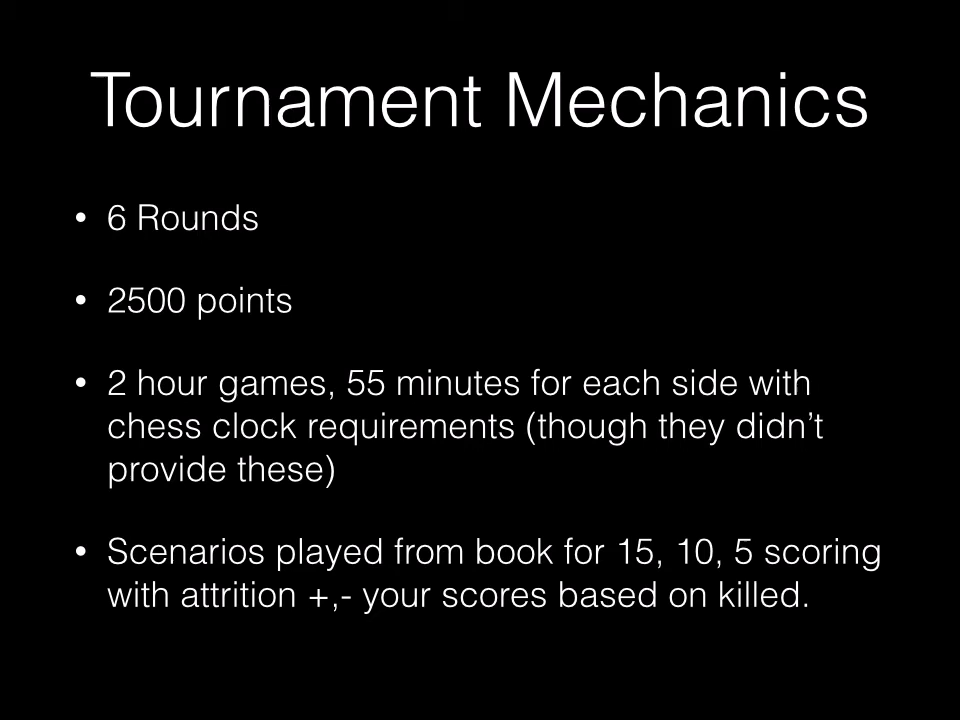 Tournament Mechanics
• 6 Rounds
• 2500 points
• 2 hour games, 55 minutes for each side with
chess clock requirements (though they didn’t
provide these)
• Scenarios played from book for 15, 10, 5 scoring
with attrition +,- your scores based on killed.